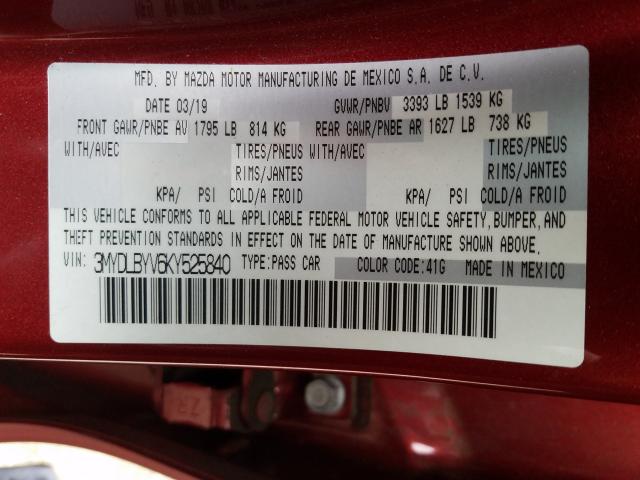 MFD. BY MAZDA MOTOR MANUFACTURING DE MEXICO S.A. DE C.V.
DATE 03/19 GVWR/PNBV 3393 LB 1539 KG
FRONT GAWR/PNBE AV 1795 LB 814 KG REAR GAWR/PNBE AR 1627 LB 738 KG
WITH/AVEC TIRES/PNEUS WITH/AVEC TIRES/PNEUS
RIMS/JANTES RIMS/JANTES
KPA/ PSI COLD/A FROID KPA/ PSI COLD/A FROID
THIS VEHICLE CONFORMS TO ALL APPLICABLE FEDERAL MOTOR VEHICLE SAFETY, BUMPER, AND
THEFT PREVENTION STANDARDS IN EFFECT ON THE DATE OF MANUFACTURE SHOWN ABOVE.
VIN: 3MYDLBYV6KY525840 TYPE:PASS CAR COLOR CODE:41G MADE IN MEXICO
ZR